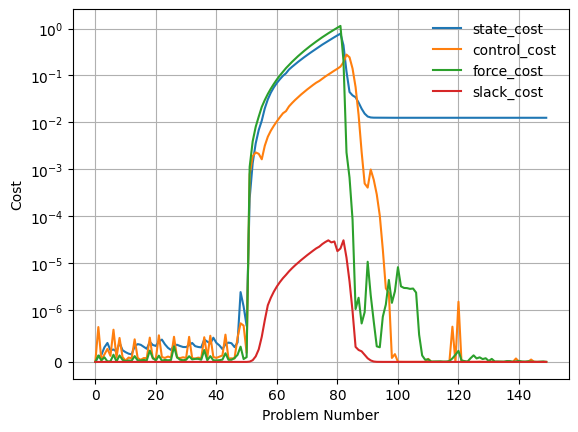 10⁰
10⁻¹
10⁻²
10⁻³
10⁻⁴
10⁻⁵
10⁻⁶
0
Cost
state_cost
control_cost
force_cost
slack_cost
0 20 40 60 80 100 120 140
Problem Number